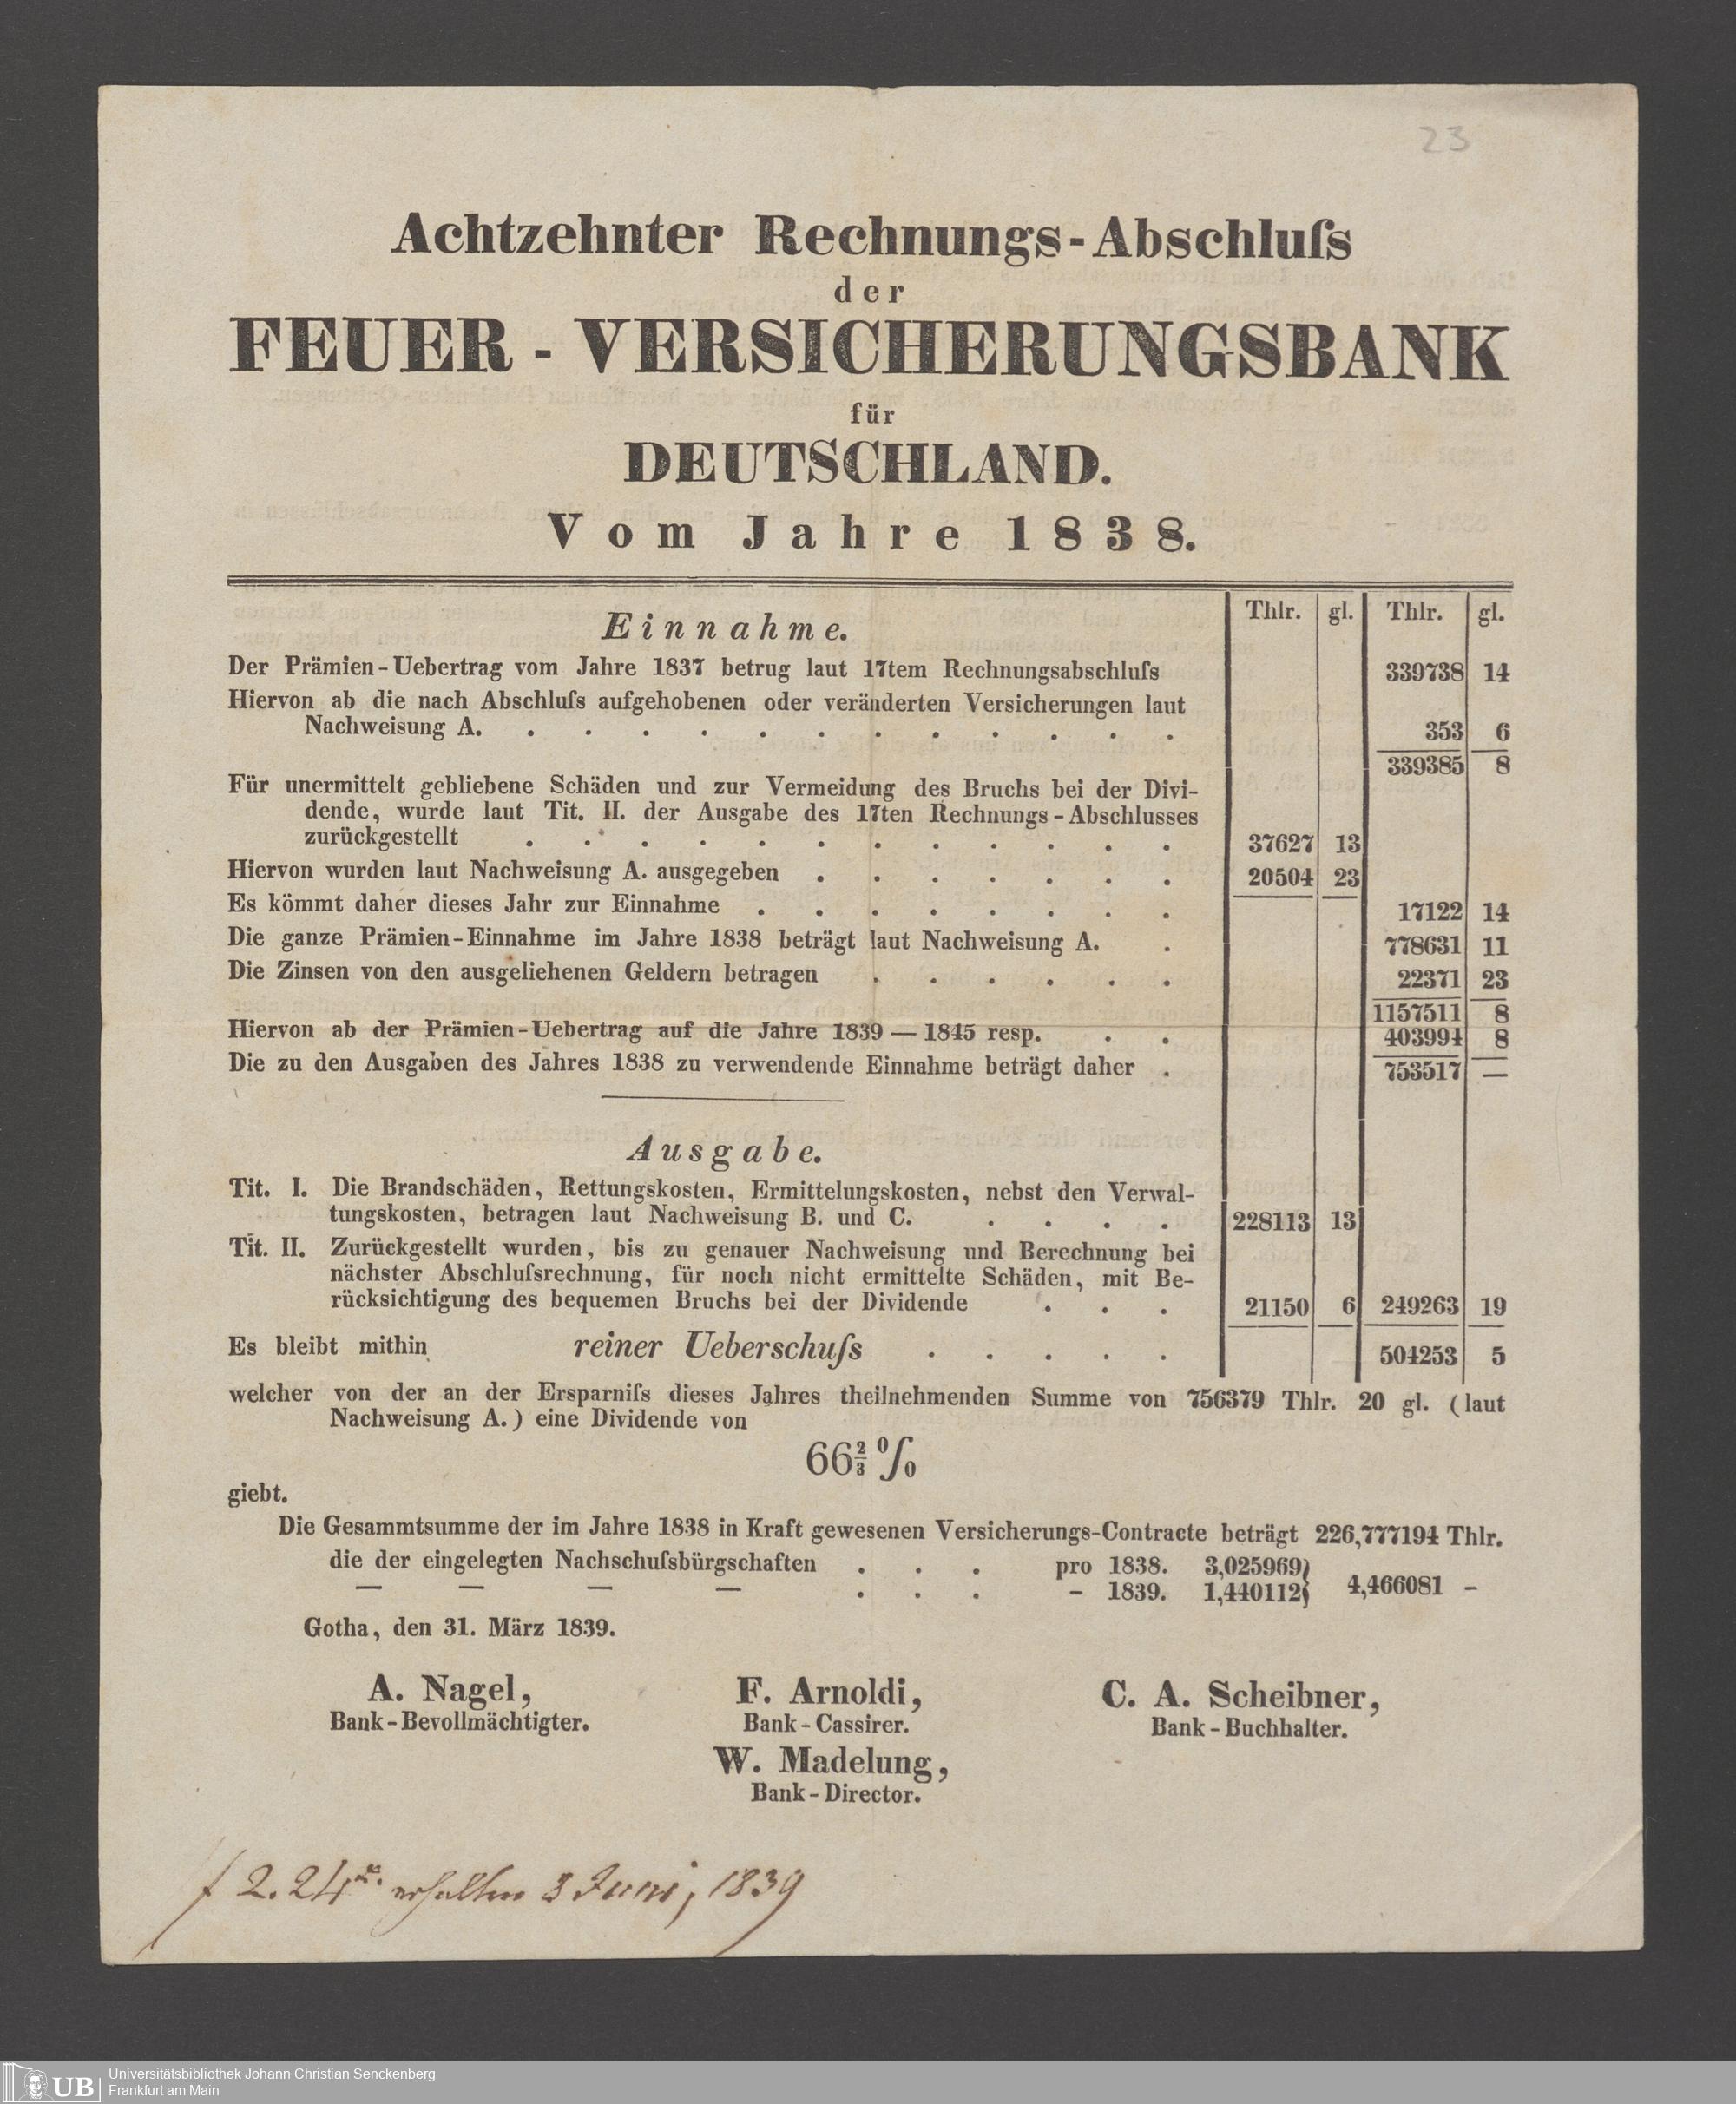 23
Achtzehnter Rechnungs-Abschluſs
der
FEUER - VERSICHERUNGSBANK
für
DEUTSCHLAND.
Vom Jahre 1838.
Thlr. gl. Thlr. gl.
Einnahme.
Der Prämien-Uebertrag vom Jahre 1837 betrug laut 17tem Rechnungsabschluſs 339738 14
Hiervon ab die nach Abschluſs aufgehobenen oder veränderten Versicherungen laut
Nachweisung A. . . . . . . . . . . . . 353 6
339385 8
Für unermittelt gebliebene Schäden und zur Vermeidung des Bruchs bei der Divi-
dende, wurde laut Tit. II. der Ausgabe des 17ten Rechnungs-Abschlusses
zurückgestellt . . . . . . . . . . . . 37627 13
Hiervon wurden laut Nachweisung A. ausgegeben . . . . . . . 20504 23
Es kömmt daher dieses Jahr zur Einnahme . . . . . . . . 17122 14
Die ganze Prämien-Einnahme im Jahre 1838 beträgt laut Nachweisung A. . 778631 11
Die Zinsen von den ausgeliehenen Geldern betragen . . . . . . 22371 23
1157511 8
Hiervon ab der Prämien-Uebertrag auf die Jahre 1839 — 1845 resp. . . 403994 8
Die zu den Ausgaben des Jahres 1838 zu verwendende Einnahme beträgt daher . 753517 —
Ausgabe.
Tit. I. Die Brandschäden, Rettungskosten, Ermittelungskosten, nebst den Verwal-
tungskosten, betragen laut Nachweisung B. und C. . . . . 228113 13
Tit. II. Zurückgestellt wurden, bis zu genauer Nachweisung und Berechnung bei
nächster Abschluſsrechnung, für noch nicht ermittelte Schäden, mit Be-
rücksichtigung des bequemen Bruchs bei der Dividende . . . 21150 6 249263 19
Es bleibt mithin reiner Ueberschuſs . . . . . 504253 5
welcher von der an der Ersparniſs dieses Jahres theilnehmenden Summe von 756379 Thlr. 20 gl. (laut
Nachweisung A.) eine Dividende von
66⅔ %
giebt.
Die Gesammtsumme der im Jahre 1838 in Kraft gewesenen Versicherungs-Contracte beträgt 226,777194 Thlr.
die der eingelegten Nachschuſsbürgschaften . . . pro 1838. 3,025969}
— — — — . . . - 1839. 1,440112} 4,466081 -
Gotha, den 31. März 1839.
A. Nagel, F. Arnoldi, C. A. Scheibner,
Bank-Bevollmächtigter. Bank-Cassirer. Bank-Buchhalter.
W. Madelung,
Bank-Director.
f 2.24 erhalten 3 Juni, 1839
UB Universitätsbibliothek Johann Christian Senckenberg
Frankfurt am Main